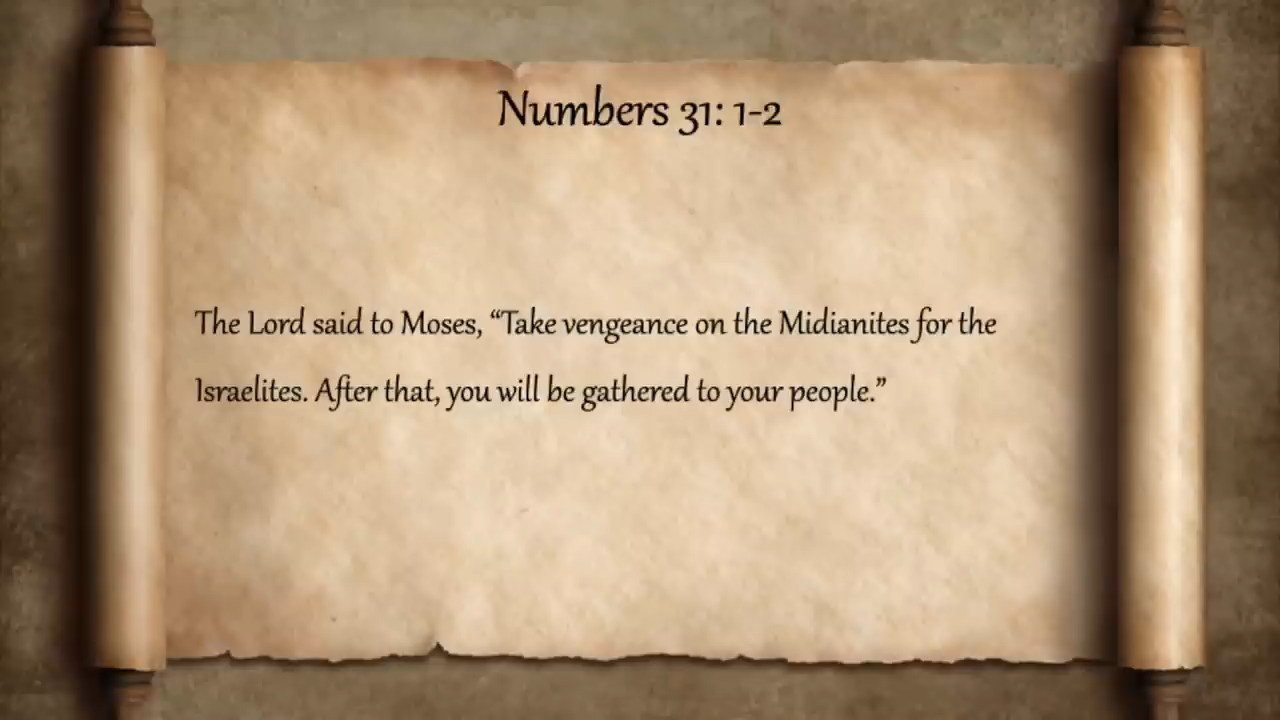 Numbers 31: 1-2
The Lord said to Moses, “Take vengeance on the Midianites for the
Israelites. After that, you will be gathered to your people.”